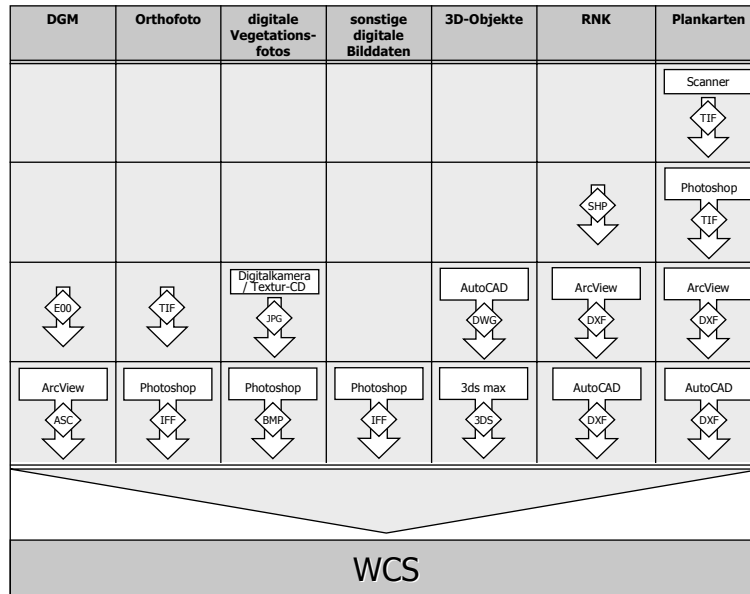 DGM
Orthofoto
digitale
Vegetations-
fotos
sonstige
digitale
Bilddaten
3D-Objekte
RNK
Plankarten
Scanner
TIF
SHP
Photoshop
TIF
E00
TIF
Digitalkamera
/ Textur-CD
JPG
AutoCAD
DWG
ArcView
DXF
ArcView
DXF
ArcView
ASC
Photoshop
IFF
Photoshop
BMP
Photoshop
IFF
3ds max
3DS
AutoCAD
DXF
AutoCAD
DXF
WCS